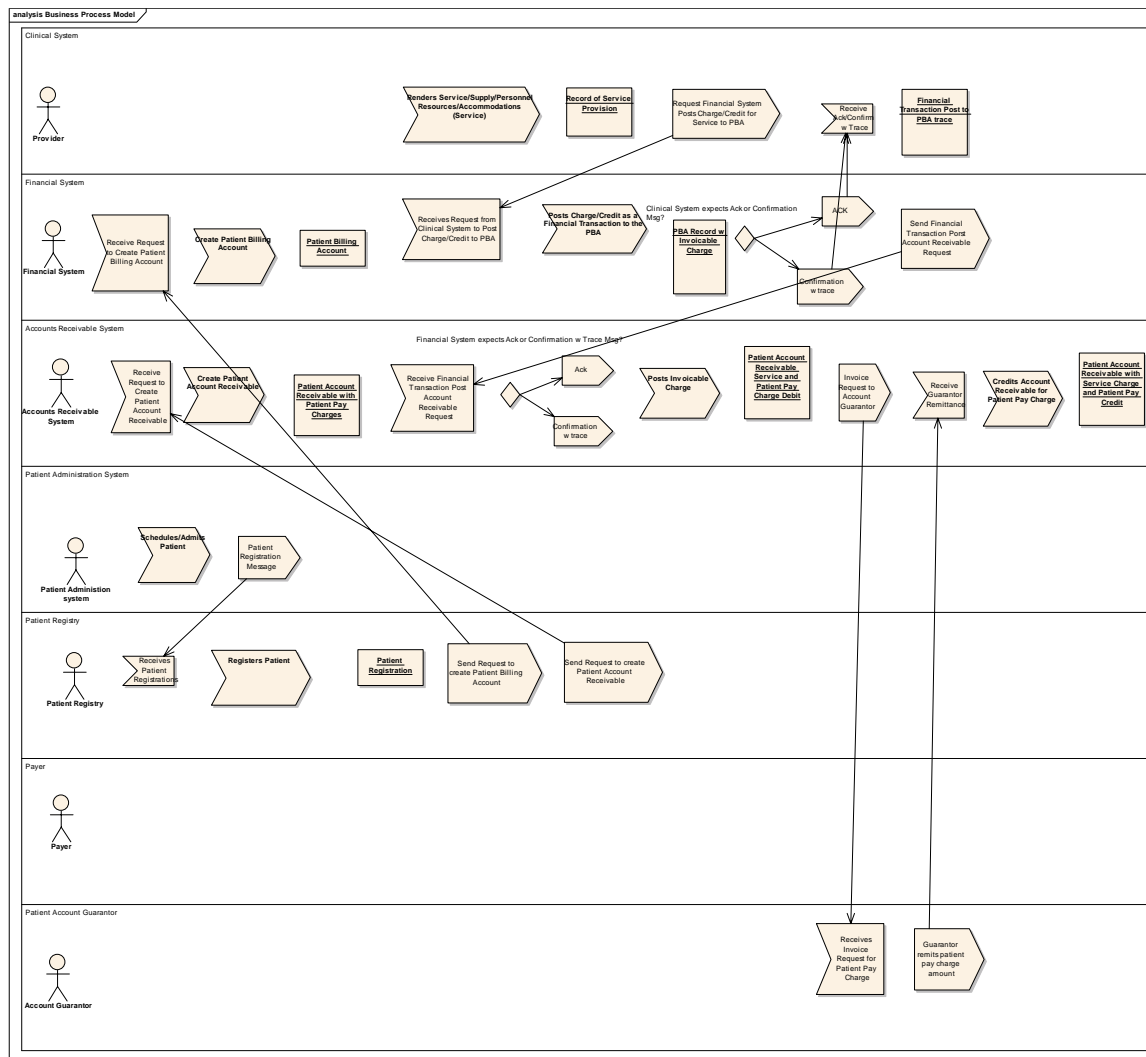 analysis Business Process Model
Clinical System
Provider
Renders Service/Supply/Personnel
Resources/Accommodations
(Service)
Record of Service
Provision
Request Financial System
Posts Charge/Credit for
Service to PBA
Receive
Ack/Confirm
w Trace
Financial
Transaction Post to
PBA trace
Financial System
Financial System
Receive Request
to Create Patient
Billing Account
Create Patient Billing
Account
Patient Billing
Account
Receives Request from
Clinical System to Post
Charge/Credit to PBA
Posts Charge/Credit as a
Financial Transaction to the
PBA
Clinical System expects Ack or Confirmation
Msg?
PBA Record w
Invoicable
Charge
ACK
Confirmation
w trace
Send Financial
Transaction Porst
Account Receivable
Request
Accounts Receivable System
Accounts Receivable
System
Receive
Request to
Create
Patient
Account
Receivable
Create Patient
Account Receivable
Patient Account
Receivable with
Patient Pay
Charges
Financial System expects Ack or Confirmation w Trace Msg?
Receive Financial
Transaction Post
Account
Receivable
Request
Ack
Confirmation
w trace
Posts Invoicable
Charge
Patient Account
Receivable
Service and
Patient Pay
Charge Debit
Invoice
Request to
Account
Guarantor
Receive
Guarantor
Remittance
Credits Account
Receivable for
Patient Pay Charge
Patient Account
Receivable with
Service Charge
and Patient Pay
Credit
Patient Administration System
Patient Administion
system
Schedules/Admits
Patient
Patient
Registration
Message
Patient Registry
Patient Registry
Receives
Patient
Registrations
Registers Patient
Patient
Registration
Send Request to
create Patient Billing
Account
Send Request to create
Patient Account
Receivable
Payer
Payer
Patient Account Guarantor
Account Guarantor
Receives
Invoice
Request for
Patient Pay
Charge
Guarantor
remits patient
pay charge
amount